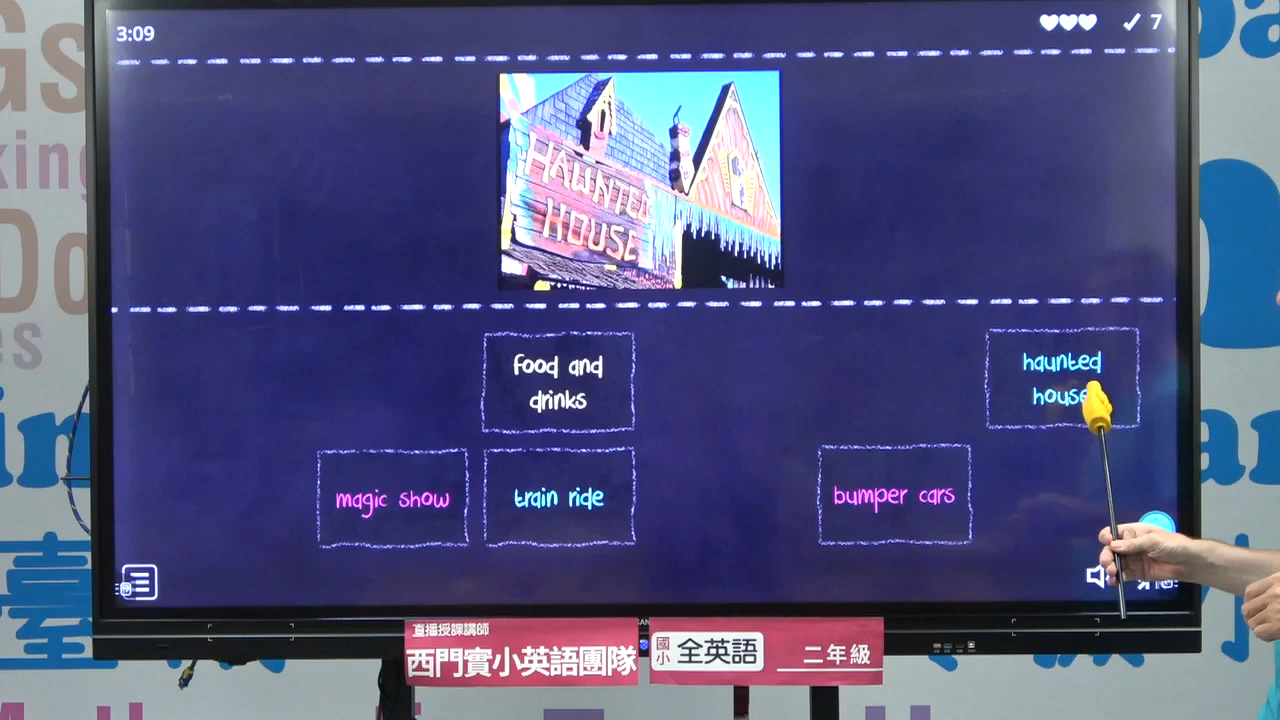 3:09
7
HAUNTED
HOUSE
food and
drinks
haunted
house
magic show
train ride
bumper cars
直播授課講師
西門實小英語團隊
國小
全英語
二年級